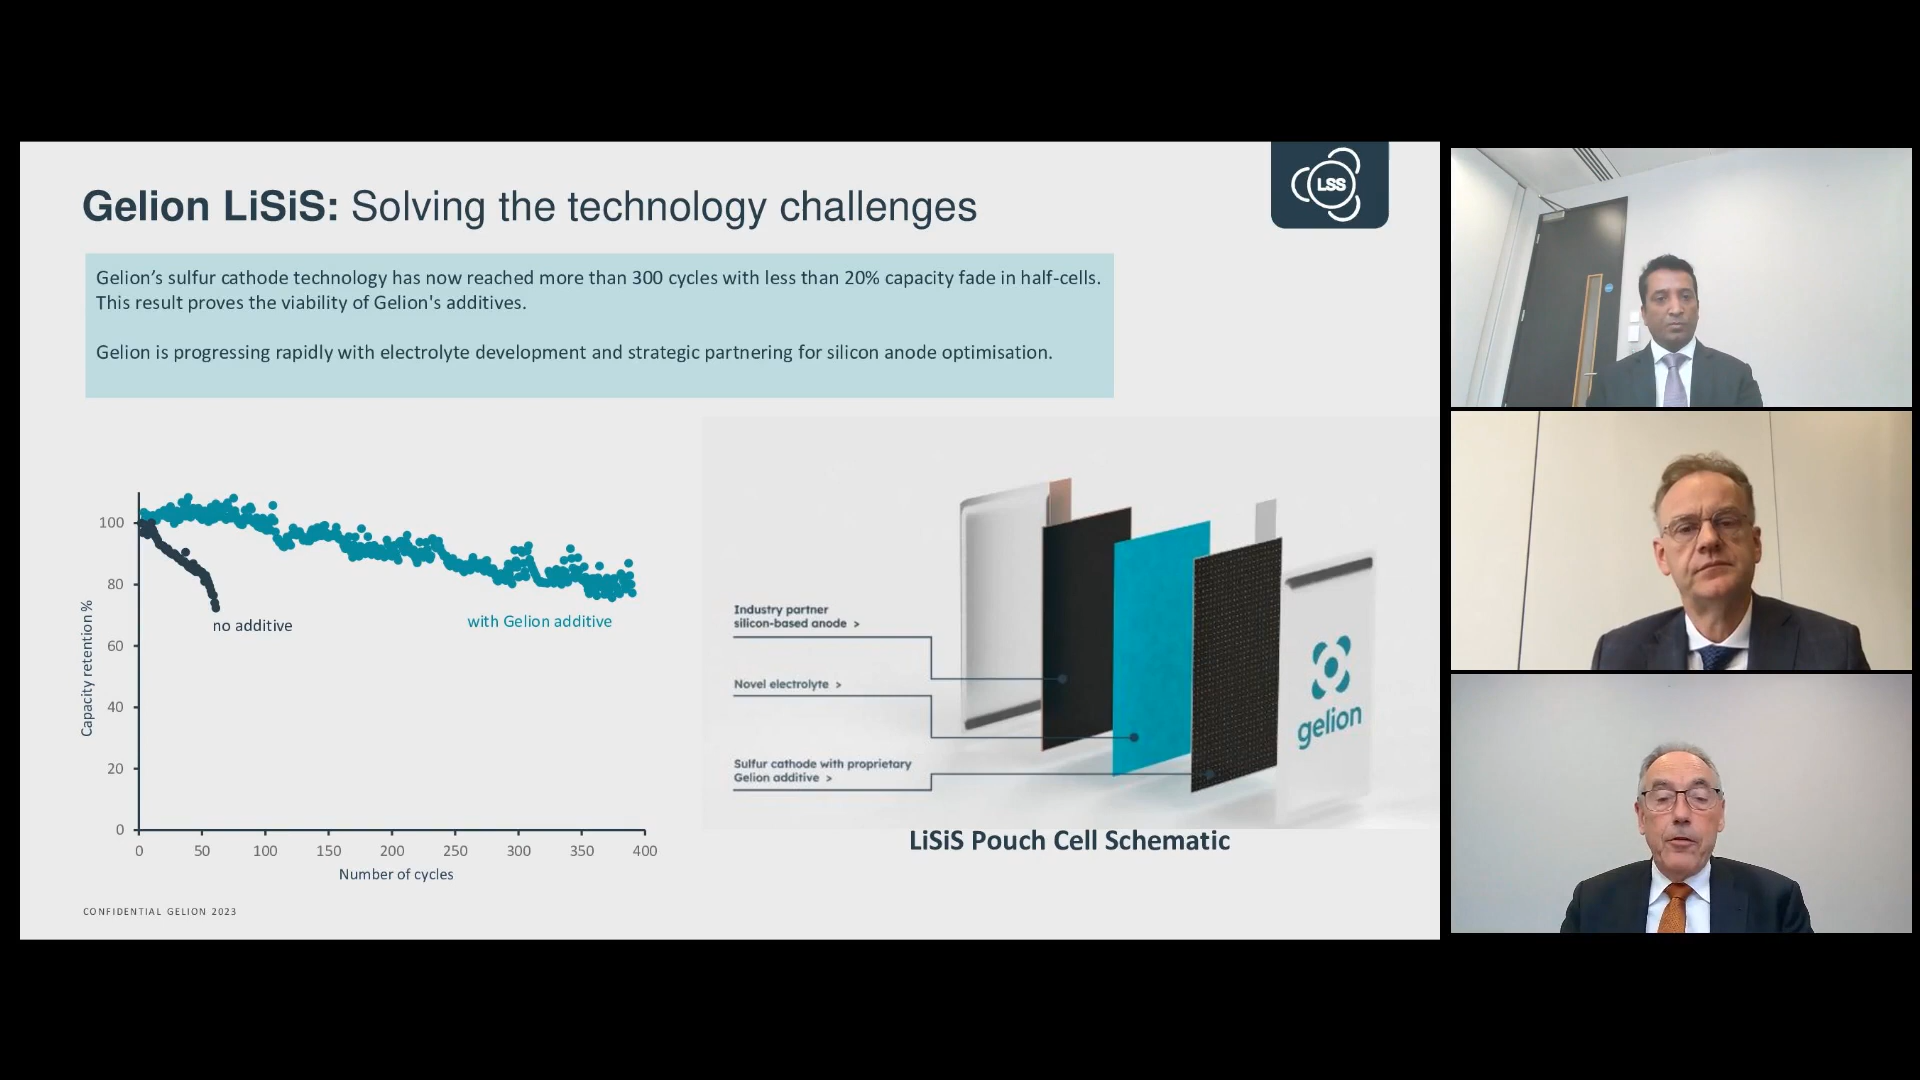 Gelion LiSiS: Solving the technology challenges
LSS
Gelion’s sulfur cathode technology has now reached more than 300 cycles with less than 20% capacity fade in half-cells.
This result proves the viability of Gelion's additives.
Gelion is progressing rapidly with electrolyte development and strategic partnering for silicon anode optimisation.
Capacity retention %
100
80
60
40
20
0
0 50 100 150 200 250 300 350 400
Number of cycles
no additive
with Gelion additive
Industry partner
silicon-based anode >
Novel electrolyte >
Sulfur cathode with proprietary
Gelion additive >
gelion
LiSiS Pouch Cell Schematic
CONFIDENTIAL GELION 2023